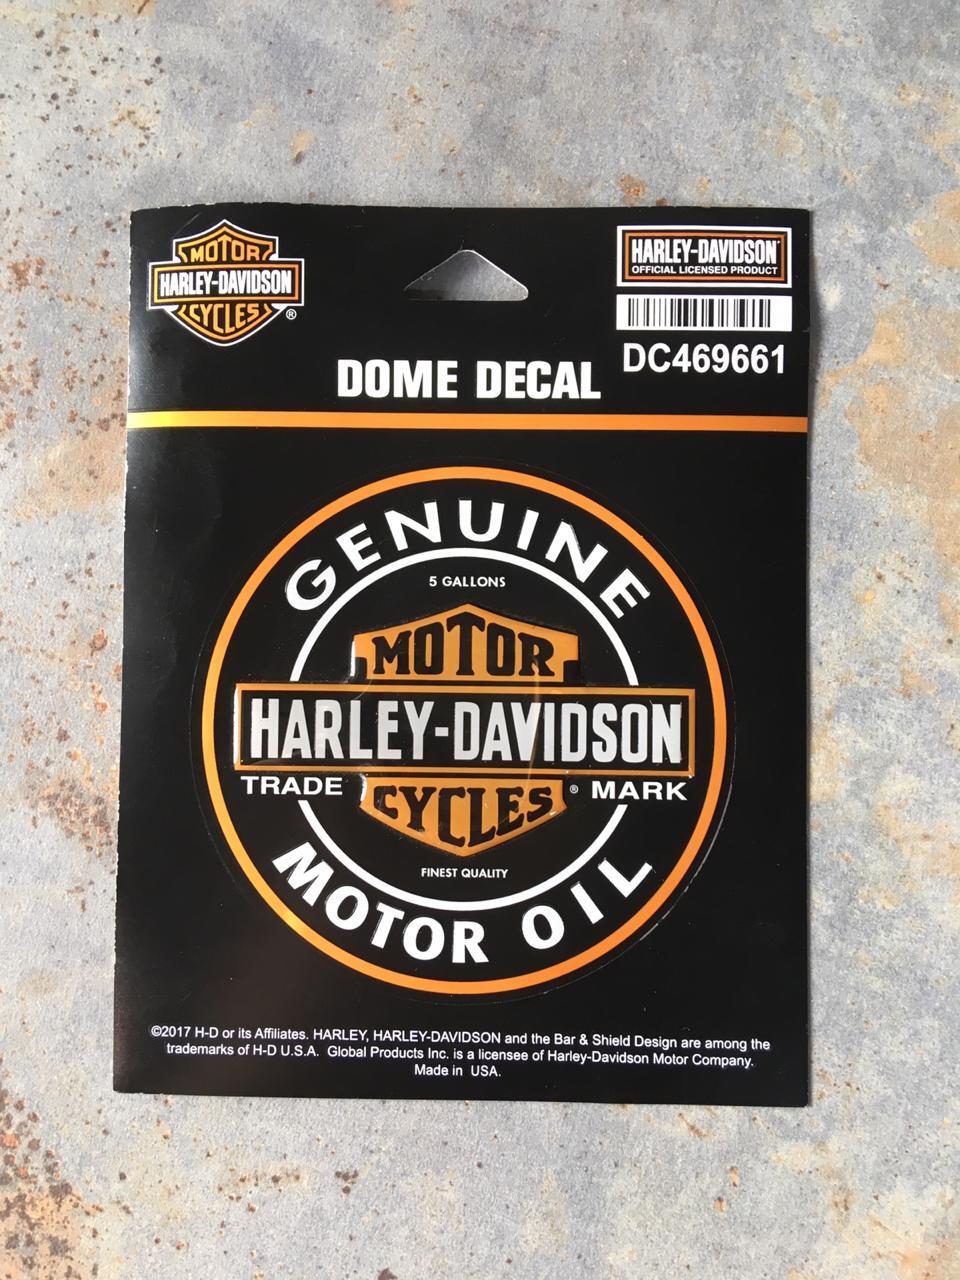 MOTOR
HARLEY-DAVIDSON
CYCLES
®
HARLEY-DAVIDSON
OFFICIAL LICENSED PRODUCT
DC469661
DOME DECAL
GENUINE
5 GALLONS
MOTOR
HARLEY-DAVIDSON
TRADE MARK
CYCLES ®
FINEST QUALITY
MOTOR OIL
©2017 H-D or its Affiliates. HARLEY, HARLEY-DAVIDSON and the Bar & Shield Design are among the
trademarks of H-D U.S.A. Global Products Inc. is a licensee of Harley-Davidson Motor Company.
Made in USA.